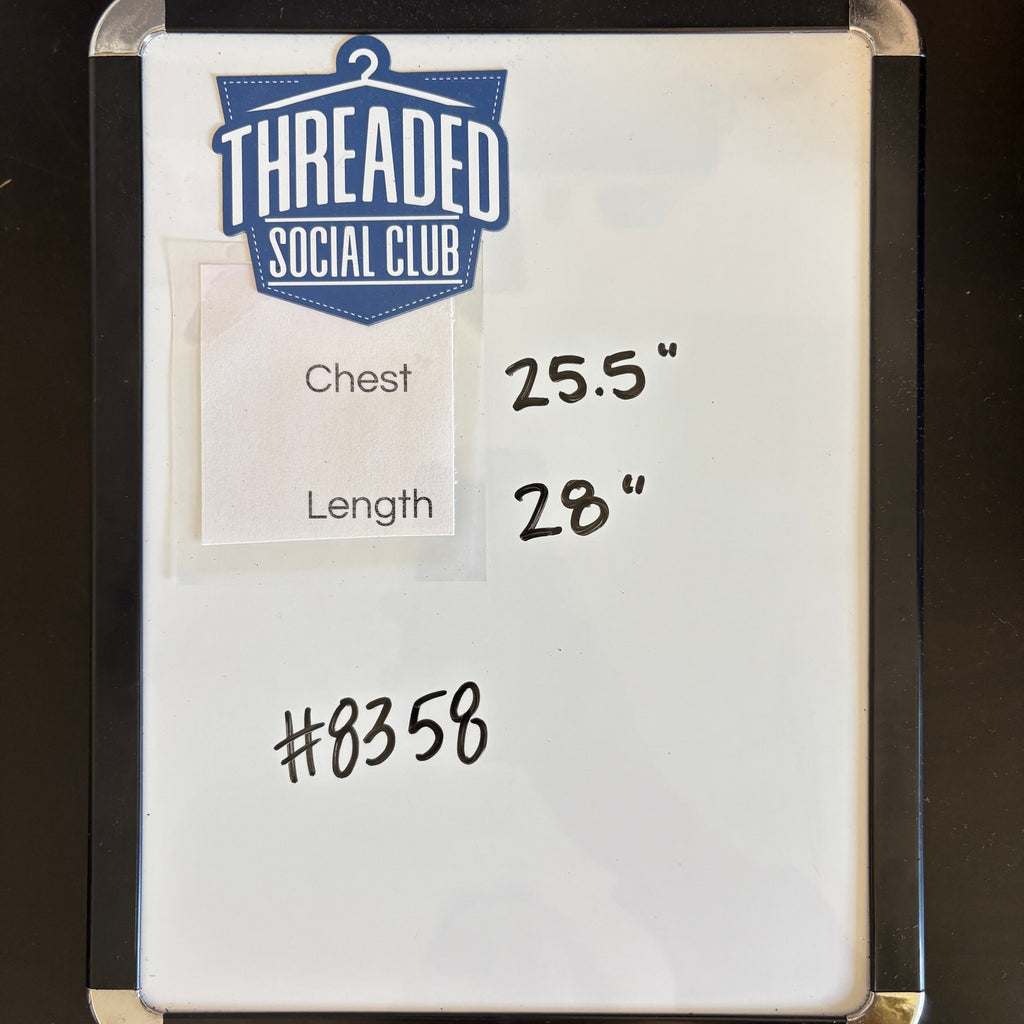 THREADED
SOCIAL CLUB
Chest 25.5"
Length 28"
#8358